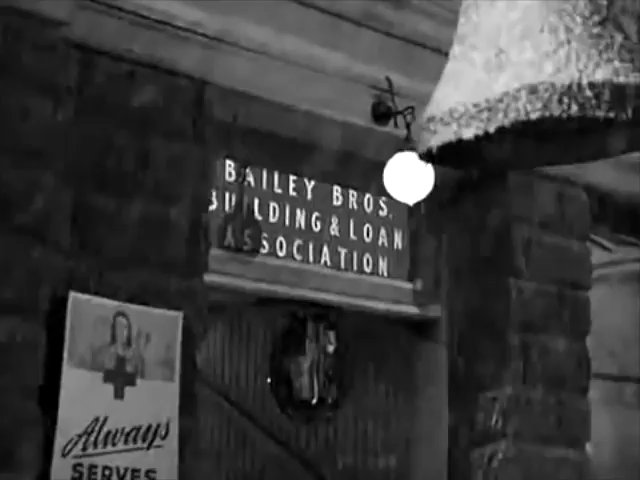 BAILEY BROS.
BUILDING & LOAN
ASSOCIATION
Always
SERVES